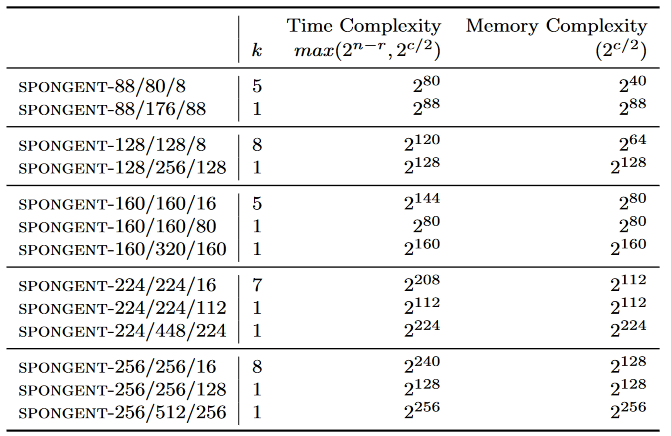 Time Complexity Memory Complexity
k max(2^{n−r}, 2^{c/2}) (2^{c/2})
SPONGENT-88/80/8 5 2^{80} 2^{40}
SPONGENT-88/176/88 1 2^{88} 2^{88}
SPONGENT-128/128/8 8 2^{120} 2^{64}
SPONGENT-128/256/128 1 2^{128} 2^{128}
SPONGENT-160/160/16 5 2^{144} 2^{80}
SPONGENT-160/160/80 1 2^{80} 2^{80}
SPONGENT-160/320/160 1 2^{160} 2^{160}
SPONGENT-224/224/16 7 2^{208} 2^{112}
SPONGENT-224/224/112 1 2^{112} 2^{112}
SPONGENT-224/448/224 1 2^{224} 2^{224}
SPONGENT-256/256/16 8 2^{240} 2^{128}
SPONGENT-256/256/128 1 2^{128} 2^{128}
SPONGENT-256/512/256 1 2^{256} 2^{256}